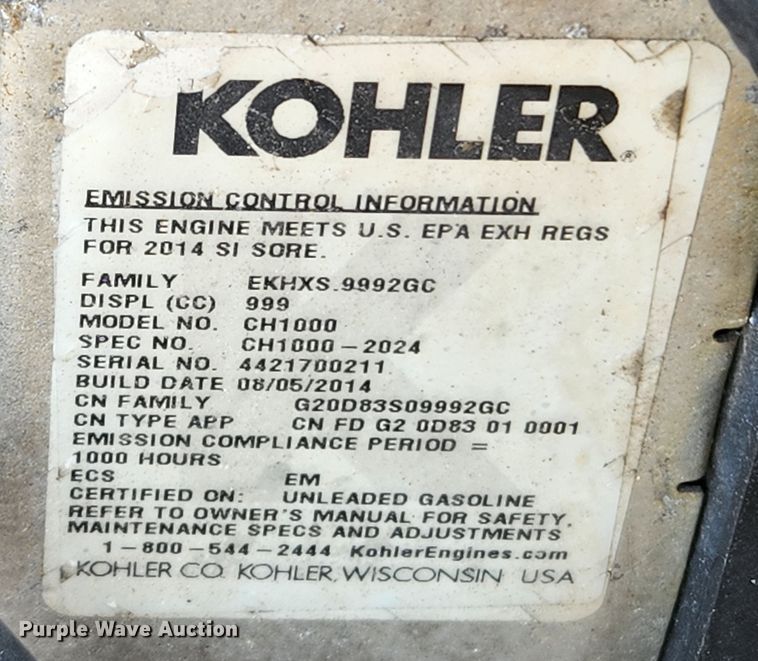 KOHLER®
EMISSION CONTROL INFORMATION
THIS ENGINE MEETS U.S. EPA EXH REGS
FOR 2014 SI SORE.
FAMILY EKHXS.9992GC
DISPL (CC) 999
MODEL NO. CH1000
SPEC NO. CH1000-2024
SERIAL NO. 4421700211
BUILD DATE 08/05/2014
CN FAMILY G20D83S09992GC
CN TYPE APP CN FD G2 0D83 01 0001
EMISSION COMPLIANCE PERIOD =
1000 HOURS
ECS EM
CERTIFIED ON: UNLEADED GASOLINE
REFER TO OWNER'S MANUAL FOR SAFETY,
MAINTENANCE SPECS AND ADJUSTMENTS
1-800-544-2444 KohlerEngines.com
KOHLER CO. KOHLER, WISCONSIN USA
Purple Wave Auction